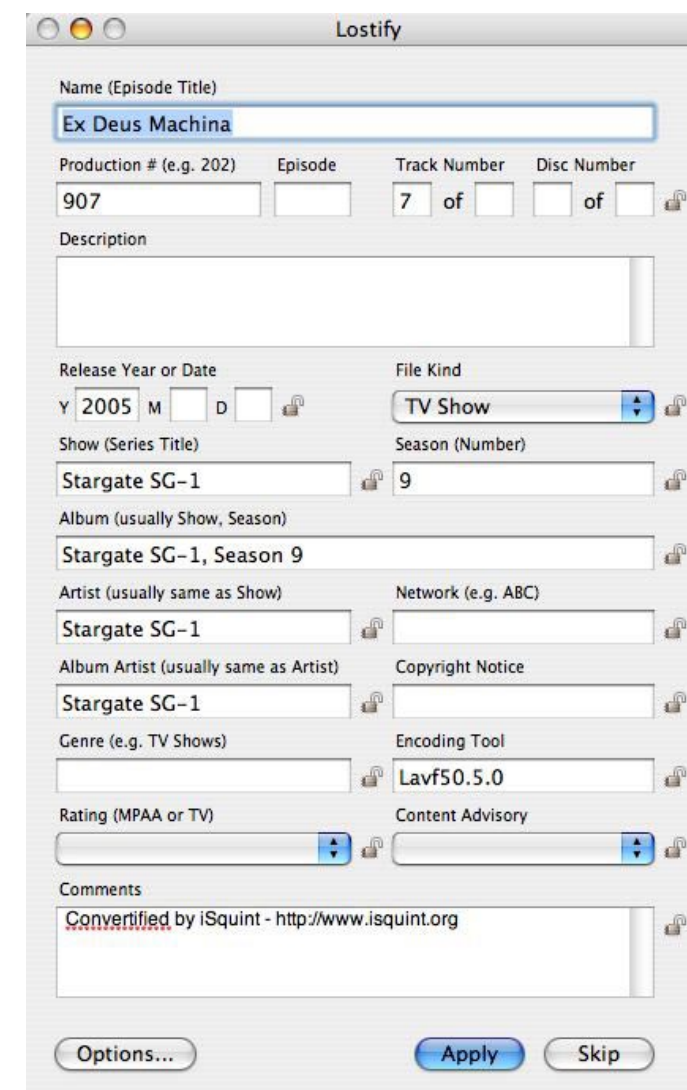 Lostify
Name (Episode Title)
Ex Deus Machina
Production # (e.g. 202) Episode Track Number Disc Number
907 7 of of
Description
Release Year or Date File Kind
Y 2005 M D TV Show
Show (Series Title) Season (Number)
Stargate SG-1 9
Album (usually Show, Season)
Stargate SG-1, Season 9
Artist (usually same as Show) Network (e.g. ABC)
Stargate SG-1
Album Artist (usually same as Artist) Copyright Notice
Stargate SG-1
Genre (e.g. TV Shows) Encoding Tool
Lavf50.5.0
Rating (MPAA or TV) Content Advisory
Comments
Convertified by iSquint - http://www.isquint.org
Options... Apply Skip